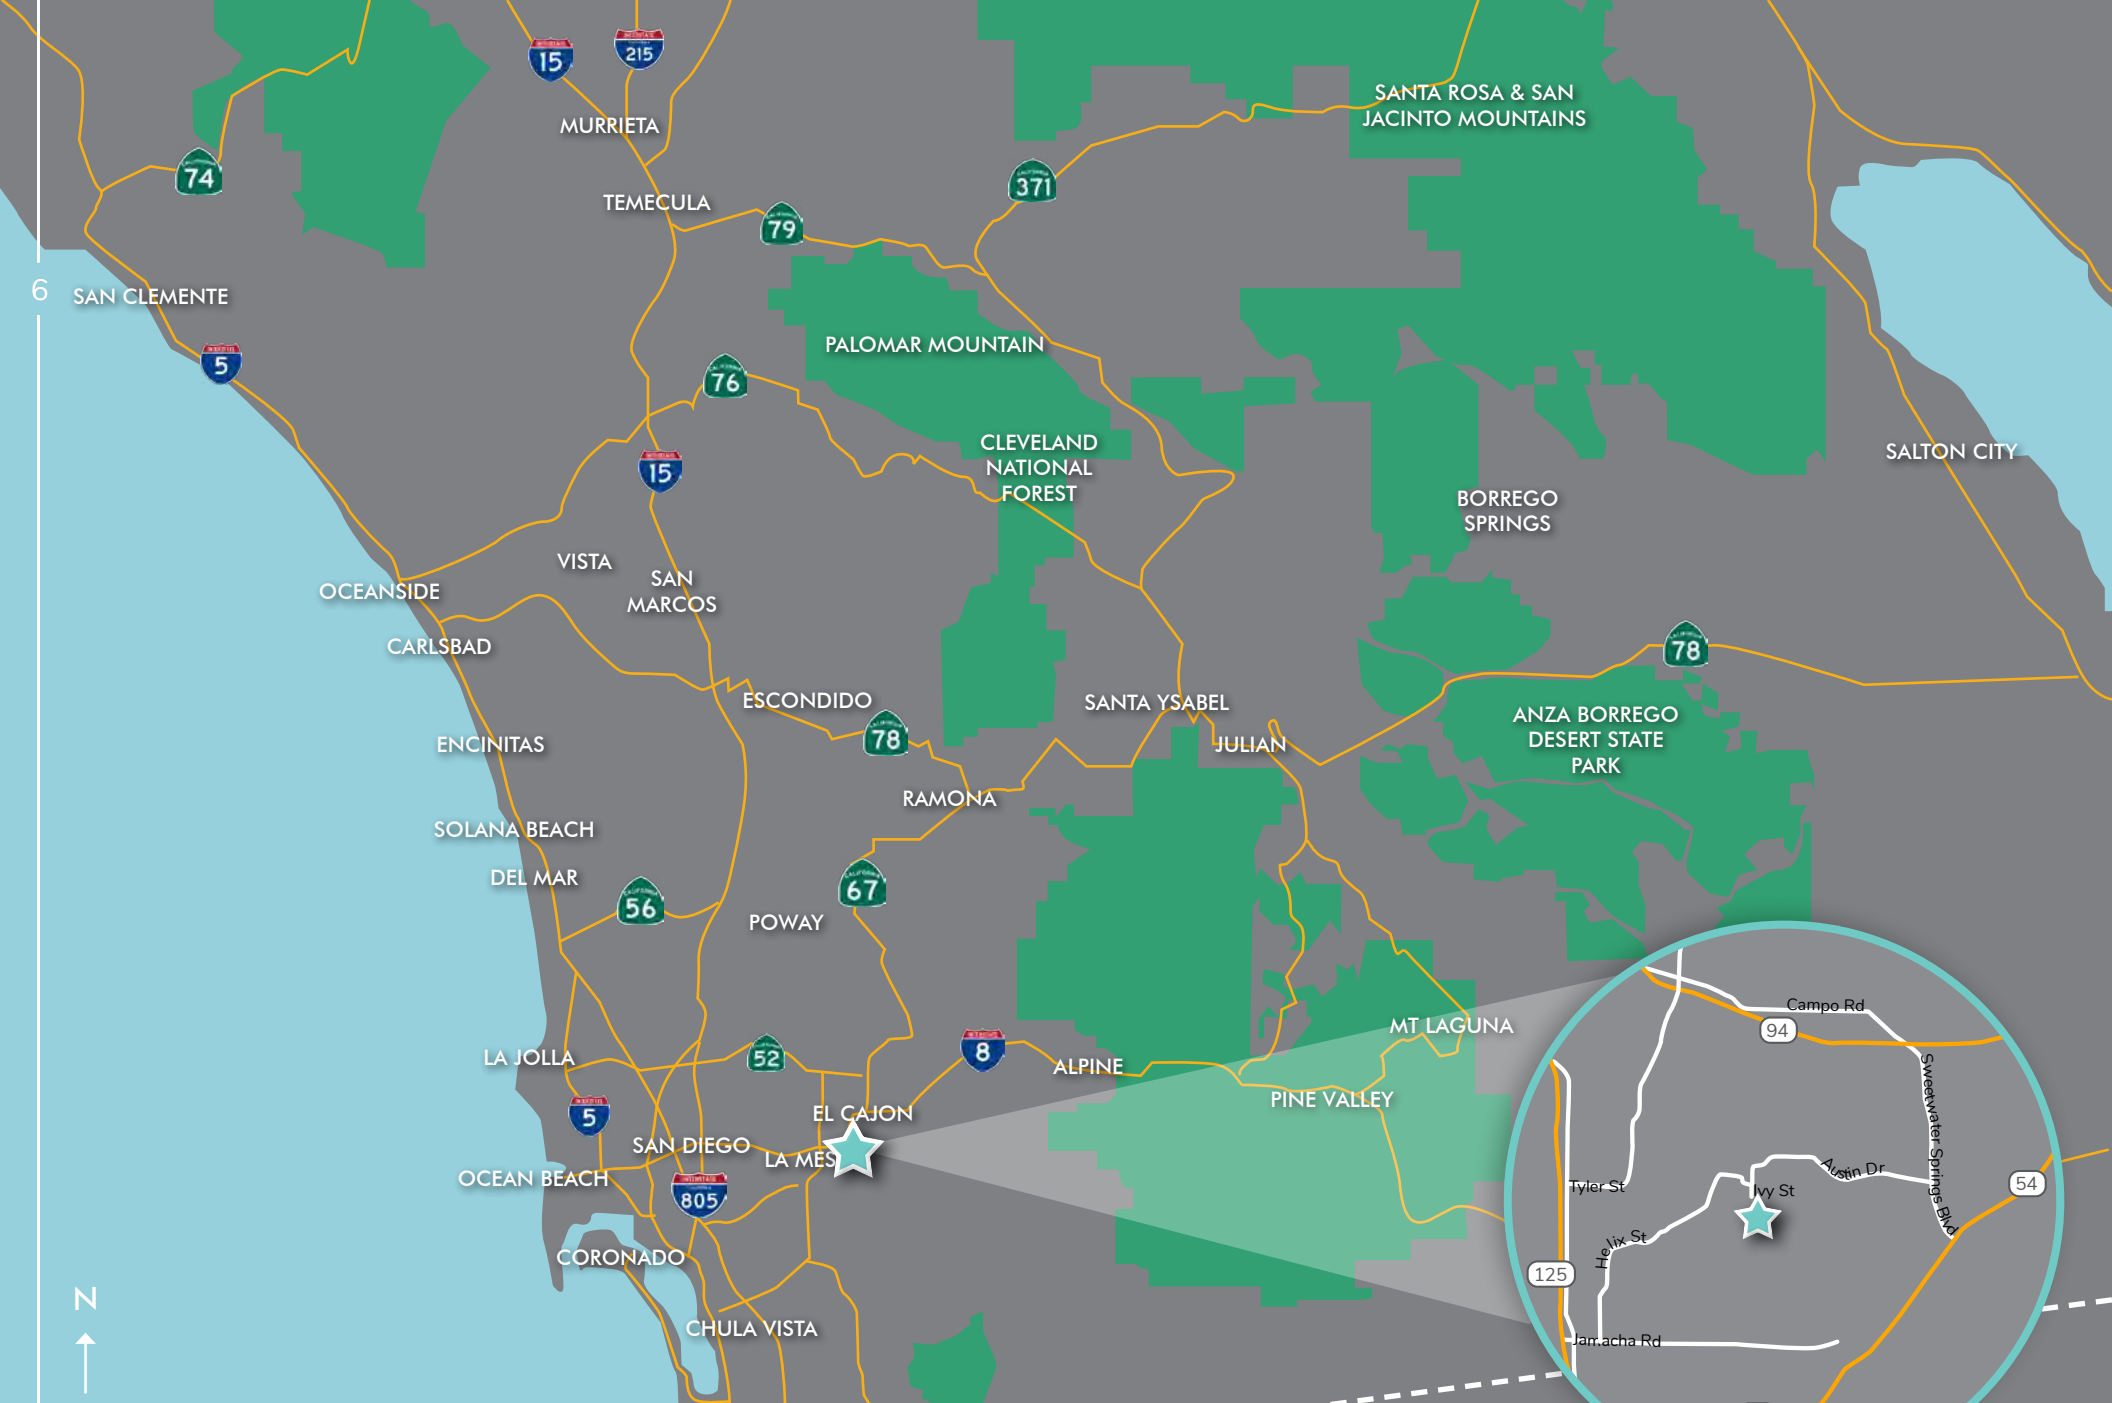 15
215
SANTA ROSA & SAN
JACINTO MOUNTAINS
MURRIETA
74
371
TEMECULA
79
6
SAN CLEMENTE
PALOMAR MOUNTAIN
5
76
CLEVELAND
NATIONAL
FOREST
SALTON CITY
15
BORREGO
SPRINGS
VISTA
SAN
MARCOS
OCEANSIDE
CARLSBAD
78
ESCONDIDO
SANTA YSABEL
ANZA BORREGO
DESERT STATE
PARK
78
ENCINITAS
JULIAN
RAMONA
SOLANA BEACH
DEL MAR
67
56
POWAY
Campo Rd
94
MT LAGUNA
LA JOLLA
52
8
ALPINE
PINE VALLEY
5
EL CAJON
Sweetwater Springs Blvd
SAN DIEGO
LA MES
OCEAN BEACH
805
Austin Dr
Tyler St
Ivy St
54
Helix St
CORONADO
125
N
CHULA VISTA
Jamacha Rd